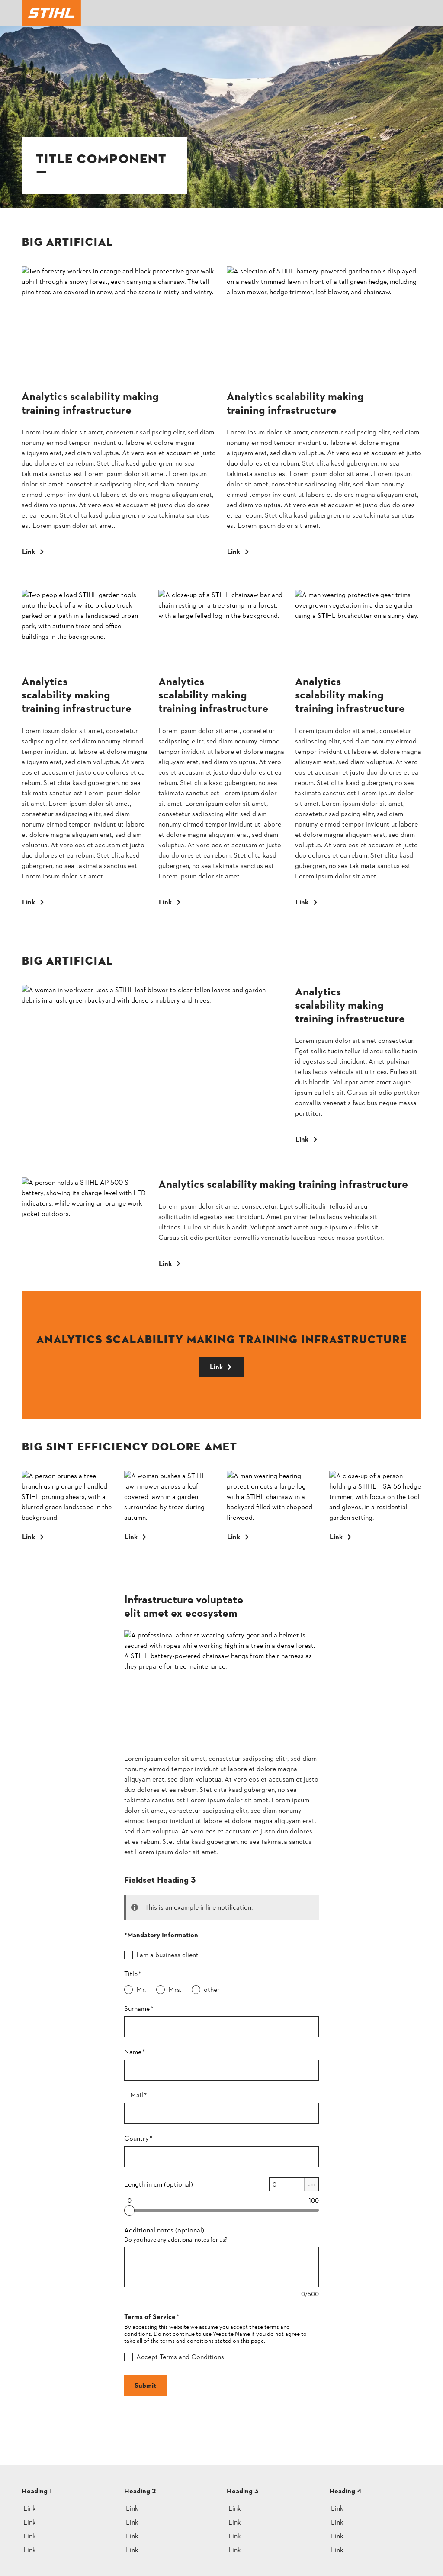 STIHL
TITLE COMPONENT
BIG ARTIFICIAL
Two forestry workers in orange and black protective gear walk
uphill through a snowy forest, each carrying a chainsaw. The tall
pine trees are covered in snow, and the scene is misty and wintry.
A selection of STIHL battery-powered garden tools displayed
on a neatly trimmed lawn in front of a tall green hedge, including
a lawn mower, hedge trimmer, leaf blower, and chainsaw.
Analytics scalability making
training infrastructure
Lorem ipsum dolor sit amet, consetetur sadipscing elitr, sed diam
nonumy eirmod tempor invidunt ut labore et dolore magna
aliquyam erat, sed diam voluptua. At vero eos et accusam et justo
duo dolores et ea rebum. Stet clita kasd gubergren, no sea
takimata sanctus est Lorem ipsum dolor sit amet. Lorem ipsum
dolor sit amet, consetetur sadipscing elitr, sed diam nonumy
eirmod tempor invidunt ut labore et dolore magna aliquyam erat,
sed diam voluptua. At vero eos et accusam et justo duo dolores
et ea rebum. Stet clita kasd gubergren, no sea takimata sanctus
est Lorem ipsum dolor sit amet.
Link
Analytics scalability making
training infrastructure
Lorem ipsum dolor sit amet, consetetur sadipscing elitr, sed diam
nonumy eirmod tempor invidunt ut labore et dolore magna
aliquyam erat, sed diam voluptua. At vero eos et accusam et justo
duo dolores et ea rebum. Stet clita kasd gubergren, no sea
takimata sanctus est Lorem ipsum dolor sit amet. Lorem ipsum
dolor sit amet, consetetur sadipscing elitr, sed diam nonumy
eirmod tempor invidunt ut labore et dolore magna aliquyam erat,
sed diam voluptua. At vero eos et accusam et justo duo dolores
et ea rebum. Stet clita kasd gubergren, no sea takimata sanctus
est Lorem ipsum dolor sit amet.
Link
Two people load STIHL garden tools
onto the back of a white pickup truck
parked on a path in a landscaped urban
park, with autumn trees and office
buildings in the background.
A close-up of a STIHL chainsaw bar and
chain resting on a tree stump in a forest,
with a large felled log in the background.
A man wearing protective gear trims
overgrown vegetation in a dense garden
using a STIHL brushcutter on a sunny day.
Analytics
scalability making
training infrastructure
Lorem ipsum dolor sit amet, consetetur
sadipscing elitr, sed diam nonumy eirmod
tempor invidunt ut labore et dolore magna
aliquyam erat, sed diam voluptua. At vero
eos et accusam et justo duo dolores et ea
rebum. Stet clita kasd gubergren, no sea
takimata sanctus est Lorem ipsum dolor
sit amet. Lorem ipsum dolor sit amet,
consetetur sadipscing elitr, sed diam
nonumy eirmod tempor invidunt ut labore
et dolore magna aliquyam erat, sed diam
voluptua. At vero eos et accusam et justo
duo dolores et ea rebum. Stet clita kasd
gubergren, no sea takimata sanctus est
Lorem ipsum dolor sit amet.
Link
Analytics
scalability making
training infrastructure
Lorem ipsum dolor sit amet, consetetur
sadipscing elitr, sed diam nonumy eirmod
tempor invidunt ut labore et dolore magna
aliquyam erat, sed diam voluptua. At vero
eos et accusam et justo duo dolores et ea
rebum. Stet clita kasd gubergren, no sea
takimata sanctus est Lorem ipsum dolor
sit amet. Lorem ipsum dolor sit amet,
consetetur sadipscing elitr, sed diam
nonumy eirmod tempor invidunt ut labore
et dolore magna aliquyam erat, sed diam
voluptua. At vero eos et accusam et justo
duo dolores et ea rebum. Stet clita kasd
gubergren, no sea takimata sanctus est
Lorem ipsum dolor sit amet.
Link
Analytics
scalability making
training infrastructure
Lorem ipsum dolor sit amet, consetetur
sadipscing elitr, sed diam nonumy eirmod
tempor invidunt ut labore et dolore magna
aliquyam erat, sed diam voluptua. At vero
eos et accusam et justo duo dolores et ea
rebum. Stet clita kasd gubergren, no sea
takimata sanctus est Lorem ipsum dolor
sit amet. Lorem ipsum dolor sit amet,
consetetur sadipscing elitr, sed diam
nonumy eirmod tempor invidunt ut labore
et dolore magna aliquyam erat, sed diam
voluptua. At vero eos et accusam et justo
duo dolores et ea rebum. Stet clita kasd
gubergren, no sea takimata sanctus est
Lorem ipsum dolor sit amet.
Link
BIG ARTIFICIAL
A woman in workwear uses a STIHL leaf blower to clear fallen leaves and garden
debris in a lush, green backyard with dense shrubbery and trees.
Analytics
scalability making
training infrastructure
Lorem ipsum dolor sit amet consectetur.
Eget sollicitudin tellus id arcu sollicitudin
id egestas sed tincidunt. Amet pulvinar
tellus lacus vehicula sit ultrices. Eu leo sit
duis blandit. Volutpat amet amet augue
ipsum eu felis sit. Cursus sit odio porttitor
convallis venenatis faucibus neque massa
porttitor.
Link
A person holds a STIHL AP 500 S
battery, showing its charge level with LED
indicators, while wearing an orange work
jacket outdoors.
Analytics scalability making training infrastructure
Lorem ipsum dolor sit amet consectetur. Eget sollicitudin tellus id arcu
sollicitudin id egestas sed tincidunt. Amet pulvinar tellus lacus vehicula sit
ultrices. Eu leo sit duis blandit. Volutpat amet amet augue ipsum eu felis sit.
Cursus sit odio porttitor convallis venenatis faucibus neque massa porttitor.
Link
ANALYTICS SCALABILITY MAKING TRAINING INFRASTRUCTURE
Link
BIG SINT EFFICIENCY DOLORE AMET
A person prunes a tree
branch using orange-handled
STIHL pruning shears, with a
blurred green landscape in the
background.
Link
A woman pushes a STIHL
lawn mower across a leaf-
covered lawn in a garden
surrounded by trees during
autumn.
Link
A man wearing hearing
protection cuts a large log
with a STIHL chainsaw in a
backyard filled with chopped
firewood.
Link
A close-up of a person
holding a STIHL HSA S6 hedge
trimmer, with focus on the tool
and gloves, in a residential
garden setting.
Link
Infrastructure voluptate
elit amet ex ecosystem
A professional arborist wearing safety gear and a helmet is
secured with ropes while working high in a tree in a dense forest.
A STIHL battery-powered chainsaw hangs from their harness as
they prepare for tree maintenance.
Lorem ipsum dolor sit amet, consetetur sadipscing elitr, sed diam
nonumy eirmod tempor invidunt ut labore et dolore magna
aliquyam erat, sed diam voluptua. At vero eos et accusam et justo
duo dolores et ea rebum. Stet clita kasd gubergren, no sea
takimata sanctus est Lorem ipsum dolor sit amet. Lorem ipsum
dolor sit amet, consetetur sadipscing elitr, sed diam nonumy
eirmod tempor invidunt ut labore et dolore magna aliquyam erat,
sed diam voluptua. At vero eos et accusam et justo duo dolores
et ea rebum. Stet clita kasd gubergren, no sea takimata sanctus
est Lorem ipsum dolor sit amet.
Fieldset Heading 3
This is an example inline notification.
*Mandatory Information
I am a business client
Title*
Mr.
Mrs.
other
Surname*
Name*
E-Mail*
Country*
Length in cm (optional)
0
cm
0
100
Additional notes (optional)
Do you have any additional notes for us?
0/500
Terms of Service*
By accessing this website we assume you accept these terms and
conditions. Do not continue to use Website Name if you do not agree to
take all of the terms and conditions stated on this page.
Accept Terms and Conditions
Submit
Heading 1
Link
Link
Link
Link
Heading 2
Link
Link
Link
Link
Heading 3
Link
Link
Link
Link
Heading 4
Link
Link
Link
Link